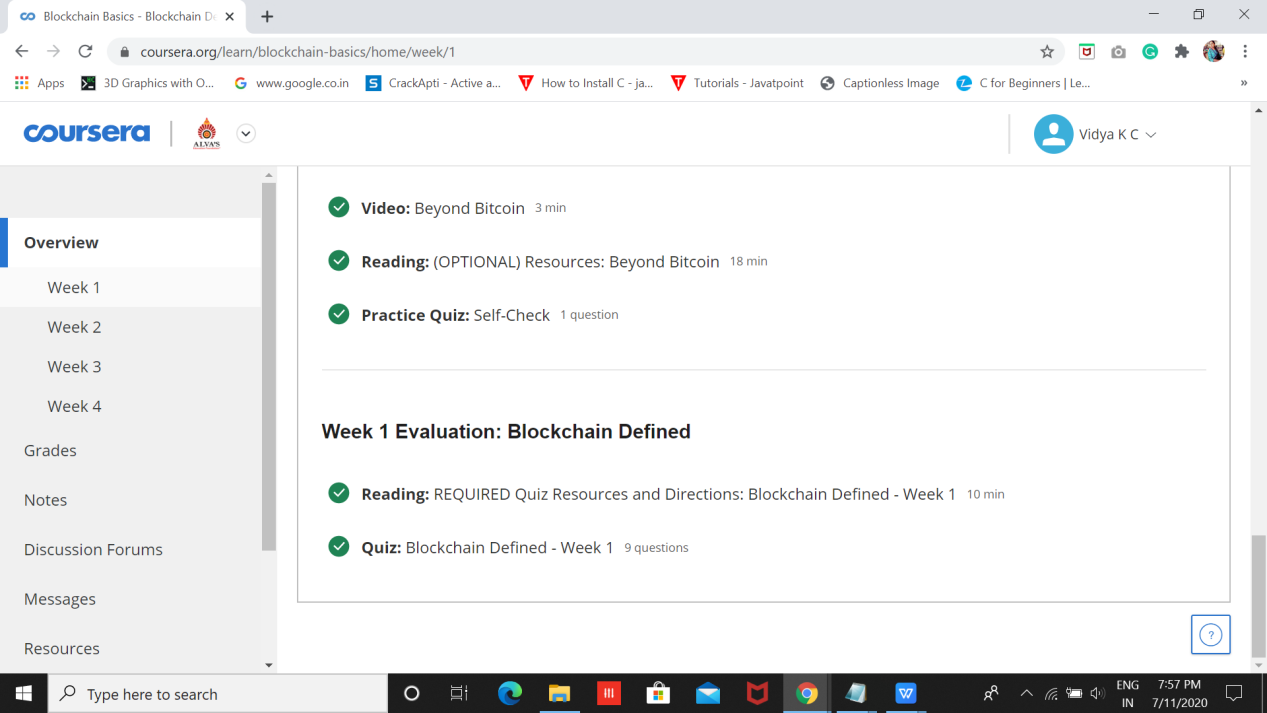 Blockchain Basics - Blockchain De
coursera.org/learn/blockchain-basics/home/week/1
Apps
3D Graphics with O...
www.google.co.in
CrackApti - Active a...
How to Install C - ja...
Tutorials - Javatpoint
Captionless Image
C for Beginners | Le...
coursera
ALVA'S
Vidya K C
Overview
Week 1
Week 2
Week 3
Week 4
Grades
Notes
Discussion Forums
Messages
Resources
Video: Beyond Bitcoin 3 min
Reading: (OPTIONAL) Resources: Beyond Bitcoin 18 min
Practice Quiz: Self-Check 1 question
Week 1 Evaluation: Blockchain Defined
Reading: REQUIRED Quiz Resources and Directions: Blockchain Defined - Week 1 10 min
Quiz: Blockchain Defined - Week 1 9 questions
?
Type here to search
ENG
IN
7:57 PM
7/11/2020